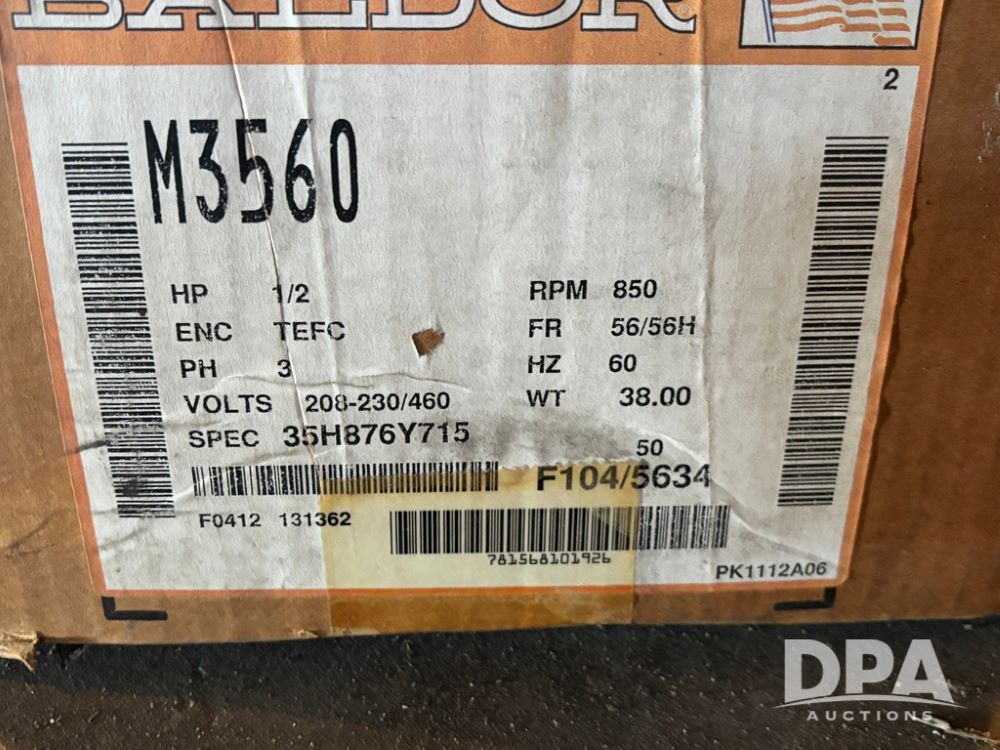 BALDOR®
2
M3560
HP 1/2
RPM 850
ENC TEFC
FR 56/56H
PH 3
HZ 60
VOLTS 208-230/460
WT 38.00
SPEC 35H876Y715
50
F104/5634
F0412 131362
781568101926
PK1112A06
DPA
AUCTIONS